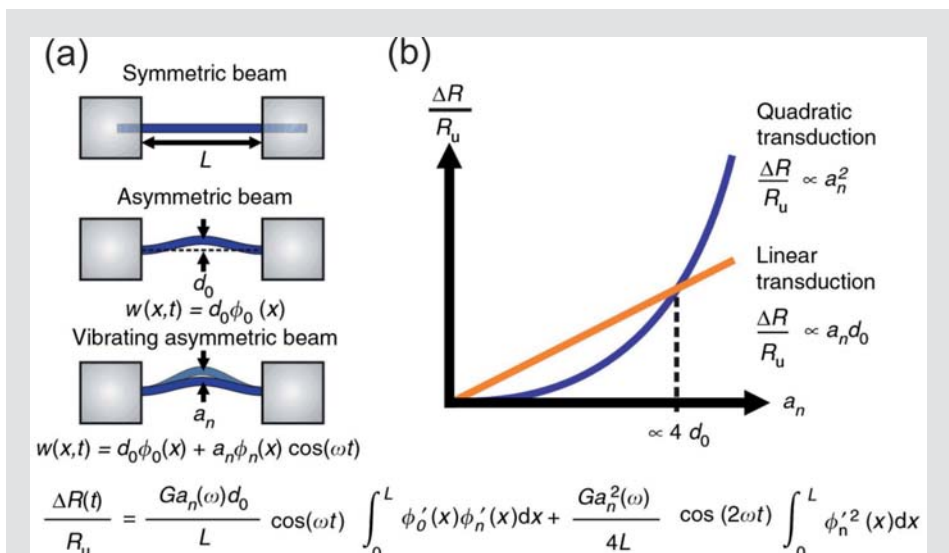 (a)
Symmetric beam
L
Asymmetric beam
d₀
w(x,t) = d₀ϕ₀ (x)
Vibrating asymmetric beam
aₙ
w(x,t) = d₀ϕ₀(x) + aₙϕₙ(x) cos(ωt)
(b)
ΔR
Rᵤ
Quadratic
transduction
ΔR/Rᵤ ∝ aₙ²
Linear
transduction
ΔR/Rᵤ ∝ aₙd₀
aₙ
∝ 4 d₀
ΔR(t)/Rᵤ = Gaₙ(ω)d₀/L cos(ωt) ∫₀ᴸ ϕ₀′(x)ϕₙ′(x)dx + Gaₙ²(ω)/4L cos (2ωt) ∫₀ᴸ ϕₙ′²(x)dx